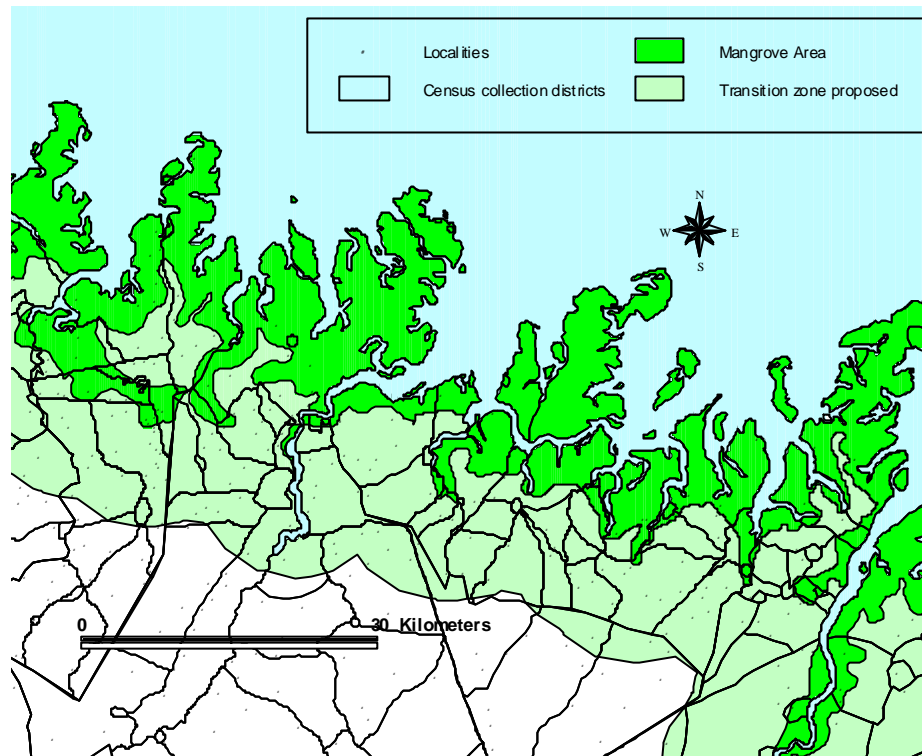 Localities
Mangrove Area
Census collection districts
Transition zone proposed
N
W E
S
0 30 Kilometers